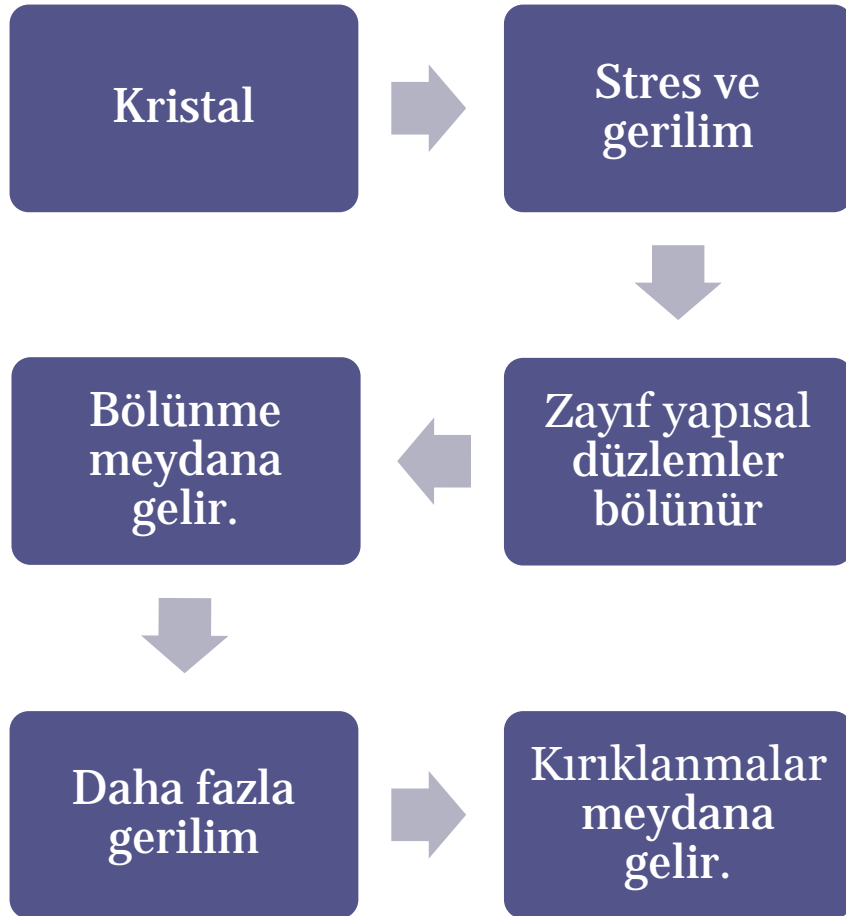 Kristal
Stres ve
gerilim
Zayıf yapısal
düzlemler
bölünür
Bölünme
meydana
gelir.
Daha fazla
gerilim
Kırıklanmalar
meydana
gelir.